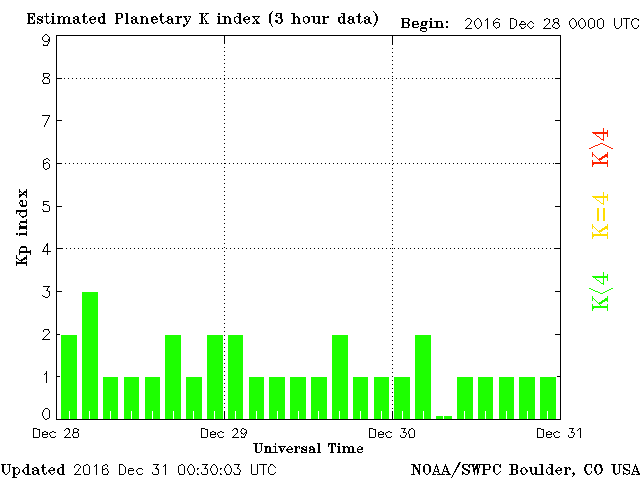 Estimated Planetary K index (3 hour data) Begin: 2016 Dec 28 0000 UTC
9
8
7
6
5
4
3
2
1
0
Kp index
K>4
K=4
K<4
Dec 28 Dec 29 Dec 30 Dec 31
Universal Time
Updated 2016 Dec 31 00:30:03 UTC NOAA/SWPC Boulder, CO USA